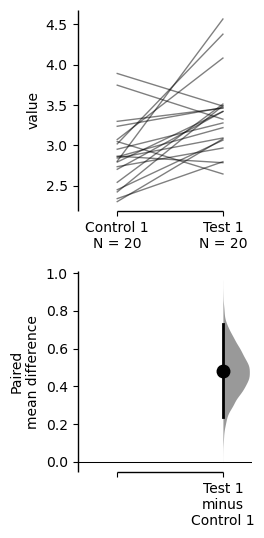 4.5
4.0
3.5
3.0
2.5
value
Control 1
N = 20
Test 1
N = 20
1.0
0.8
0.6
0.4
0.2
0.0
Paired
mean difference
Test 1
minus
Control 1